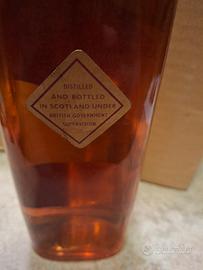 DISTILLED
AND BOTTLED
IN SCOTLAND UNDER
BRITISH GOVERNMENT
SUPERVISION